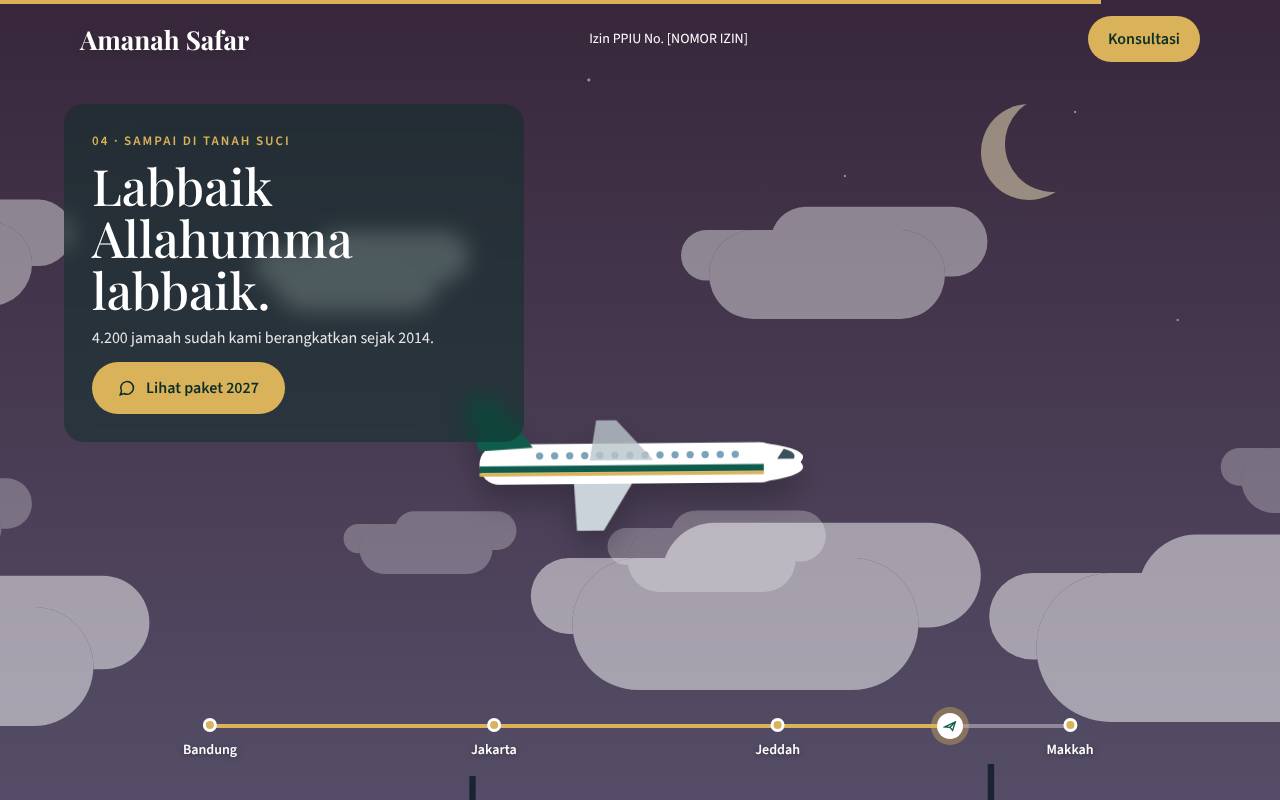 Amanah Safar
Izin PPIU No. [NOMOR IZIN]
Konsultasi
04 · SAMPAI DI TANAH SUCI
Labbaik
Allahumma
labbaik.
4.200 jamaah sudah kami berangkatkan sejak 2014.
Lihat paket 2027
Bandung
Jakarta
Jeddah
Makkah